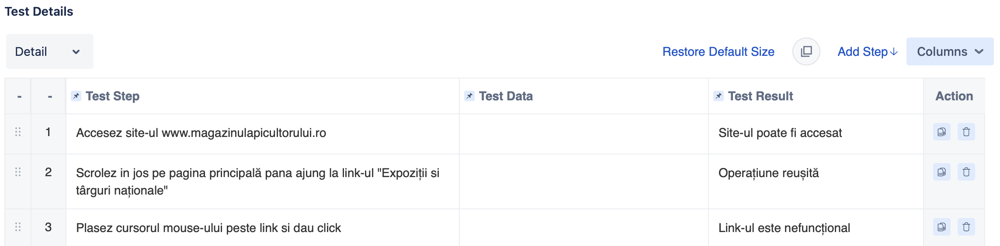 Test Details
Detail
Restore Default Size
Add Step↓
Columns
- - Test Step Test Data Test Result Action
1 Accesez site-ul www.magazinulapicultorului.ro Site-ul poate fi accesat
2 Scrolez in jos pe pagina principală pana ajung la link-ul "Expoziții si Operațiune reușită
târguri naționale"
3 Plasez cursorul mouse-ului peste link si dau click Link-ul este nefuncțional